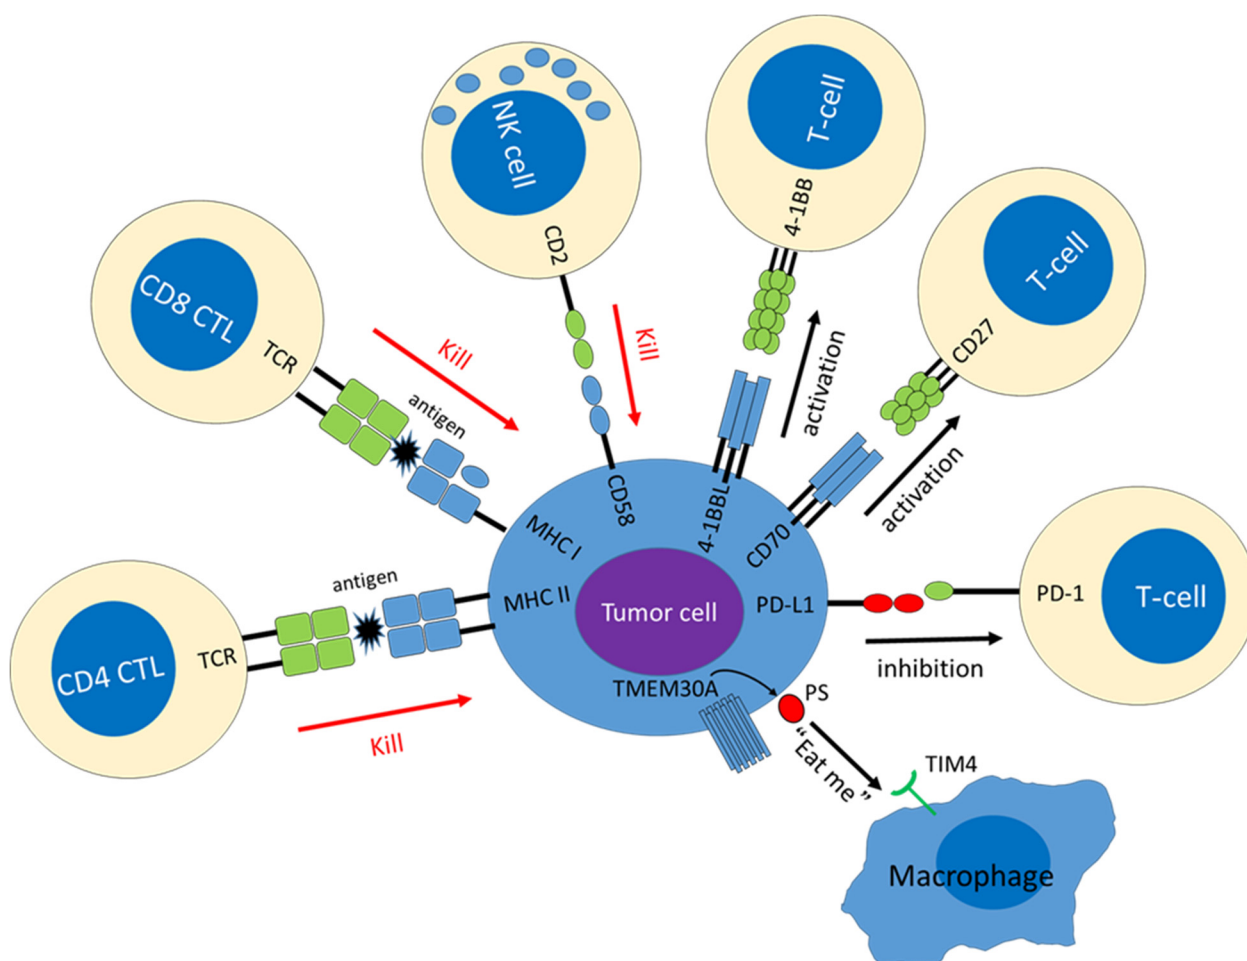 NK cell
CD2
T-cell
4-1BB
CD8 CTL
TCR
Kill
antigen
Kill
activation
T-cell
CD27
activation
CD58
4-1BBL
CD70
MHC I
MHC II
Tumor cell
PD-L1
PD-1
T-cell
inhibition
antigen
CD4 CTL
TCR
Kill
TMEM30A
PS
“Eat me”
TIM4
Macrophage